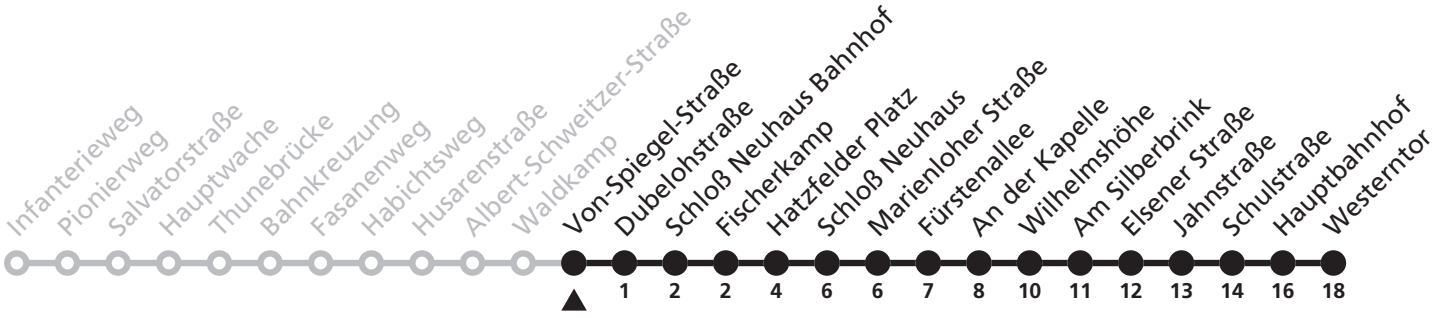 Infanterieweg
Pionierweg
Salvatorstraße
Hauptwache
Thunebrücke
Bahnkreuzung
Fasanenweg
Habichtsweg
Husarenstraße
Albert-Schweitzer-Straße
Waldkamp
Von-Spiegel-Straße
Dubelohstraße
Schloß Neuhaus Bahnhof
Fischerkamp
Hatzfelder Platz
Schloß Neuhaus
Marienloher Straße
Fürstenallee
An der Kapelle
Wilhelmshöhe
Am Silberbrink
Elsener Straße
Jahnstraße
Schulstraße
Hauptbahnhof
Westerntor
1 2 2 4 6 6 7 8 10 11 12 13 14 16 18